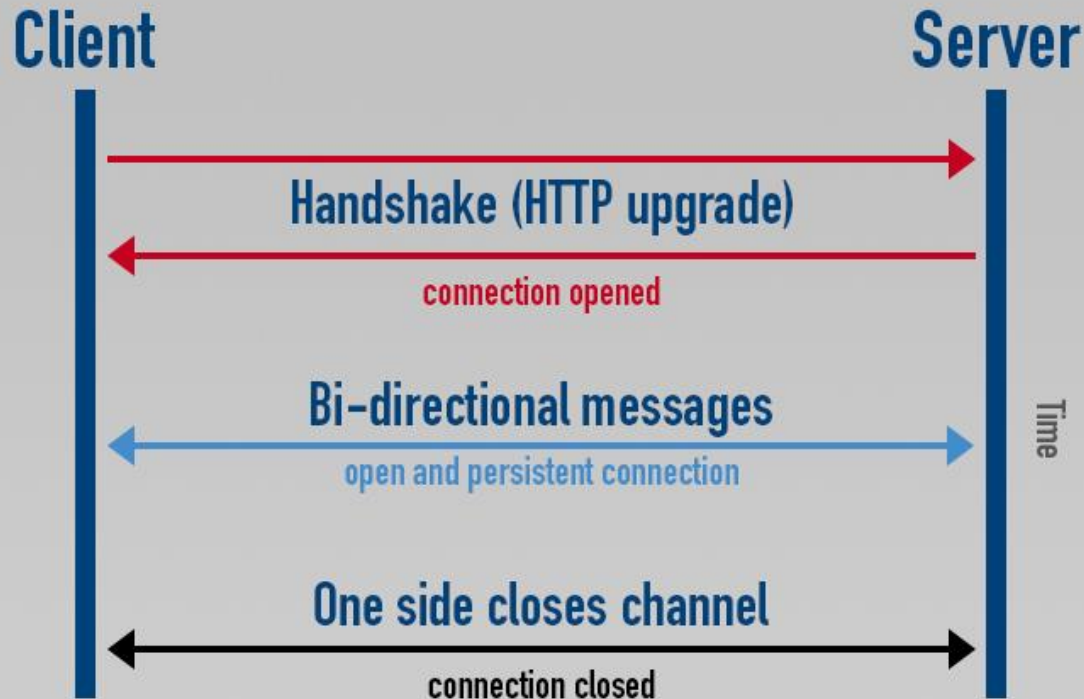 Client
Server
Handshake (HTTP upgrade)
connection opened
Bi-directional messages
open and persistent connection
Time
One side closes channel
connection closed